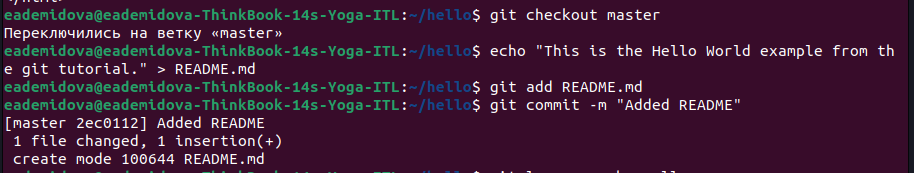 eademidova@eademidova-ThinkBook-14s-Yoga-ITL:~/hello$ git checkout master
Переключились на ветку «master»
eademidova@eademidova-ThinkBook-14s-Yoga-ITL:~/hello$ echo "This is the Hello World example from th
e git tutorial." > README.md
eademidova@eademidova-ThinkBook-14s-Yoga-ITL:~/hello$ git add README.md
eademidova@eademidova-ThinkBook-14s-Yoga-ITL:~/hello$ git commit -m "Added README"
[master 2ec0112] Added README
 1 file changed, 1 insertion(+)
 create mode 100644 README.md